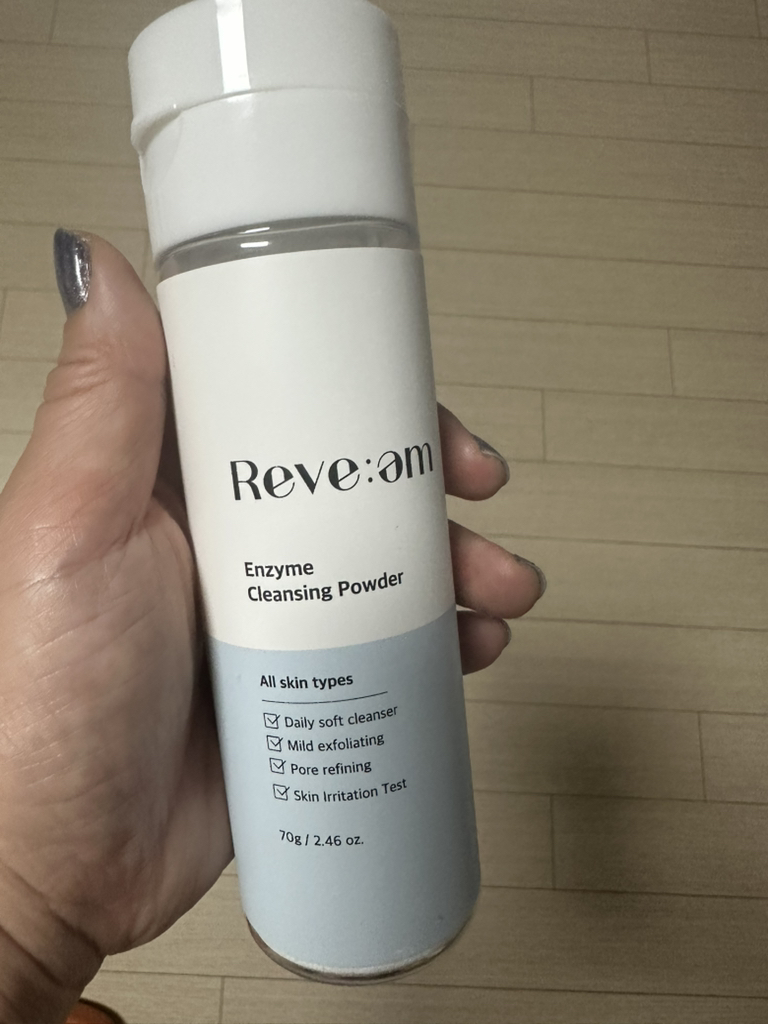 Reve:əm
Enzyme
Cleansing Powder
All skin types
☑ Daily soft cleanser
☑ Mild exfoliating
☑ Pore refining
☑ Skin Irritation Test
70g / 2.46 oz.